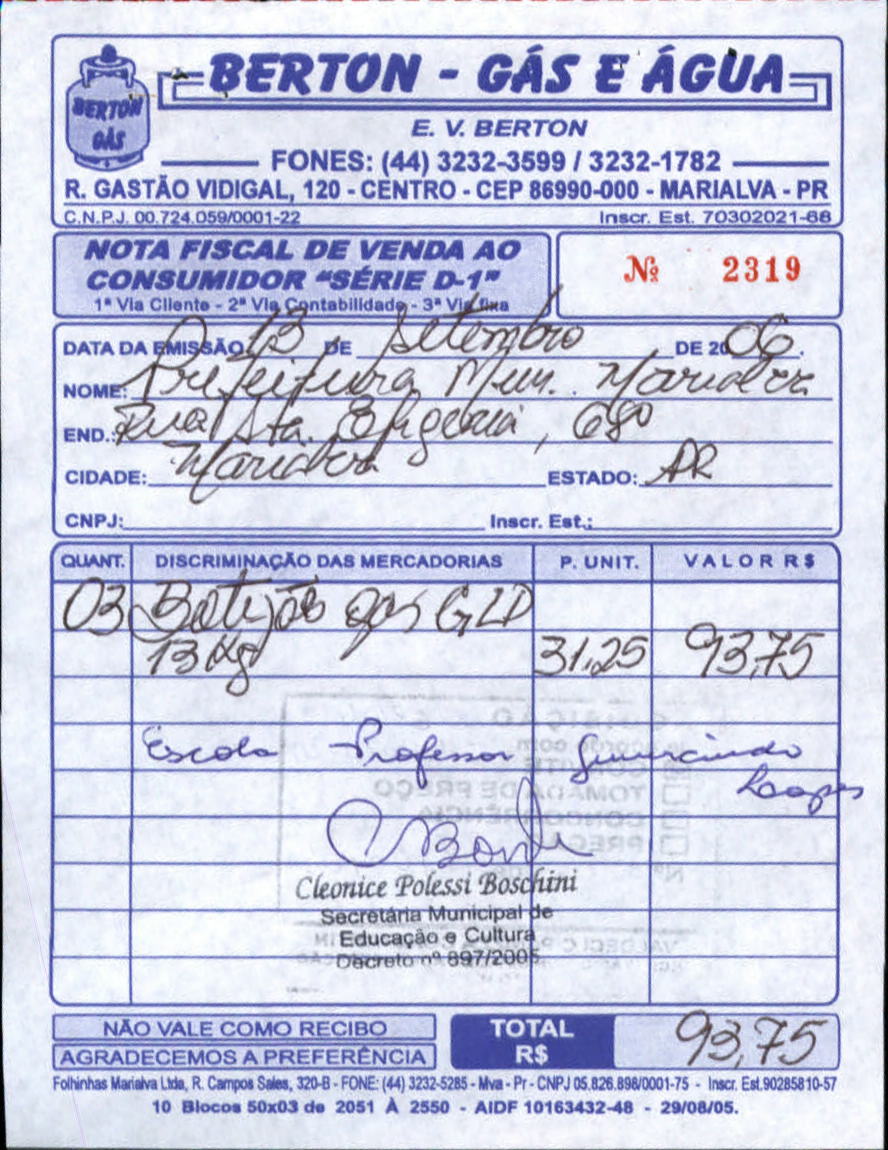 BERTON GÁS
BERTON - GÁS E ÁGUA
E. V. BERTON
FONES: (44) 3232-3599 / 3232-1782
R. GASTÃO VIDIGAL, 120 - CENTRO - CEP 86990-000 - MARIALVA - PR
C.N.P.J. 00.724.059/0001-22 Inscr. Est. 70302021-68
NOTA FISCAL DE VENDA AO
CONSUMIDOR "SÉRIE D-1"
1ª Via Cliente - 2ª Via Contabilidade - 3ª Via fixa
Nº 2319
DATA DA EMISSÃO 13 DE Setembro DE 2006.
NOME: Prefeitura Mun. Marialva
END.: Rua Sta. Efigenia, 680
CIDADE: Marialva ESTADO: PR
CNPJ: Inscr. Est.:
QUANT. DISCRIMINAÇÃO DAS MERCADORIAS P. UNIT. VALOR R$
03 Botijão gás GLP
13 Kg 31,25 93,75
Escola Professor
Lopes
Cleonice Polessi Boschini
Secretária Municipal de
Educação e Cultura
Decreto nº 897/2005
NÃO VALE COMO RECIBO
AGRADECEMOS A PREFERÊNCIA
TOTAL R$ 93,75
Folhinhas Marialva Ltda, R. Campos Sales, 320-B - FONE: (44) 3232-5285 - Mva - Pr - CNPJ 05.826.898/0001-75 - Inscr. Est.90285810-57
10 Blocos 50x03 de 2051 À 2550 - AIDF 10163432-48 - 29/08/05.